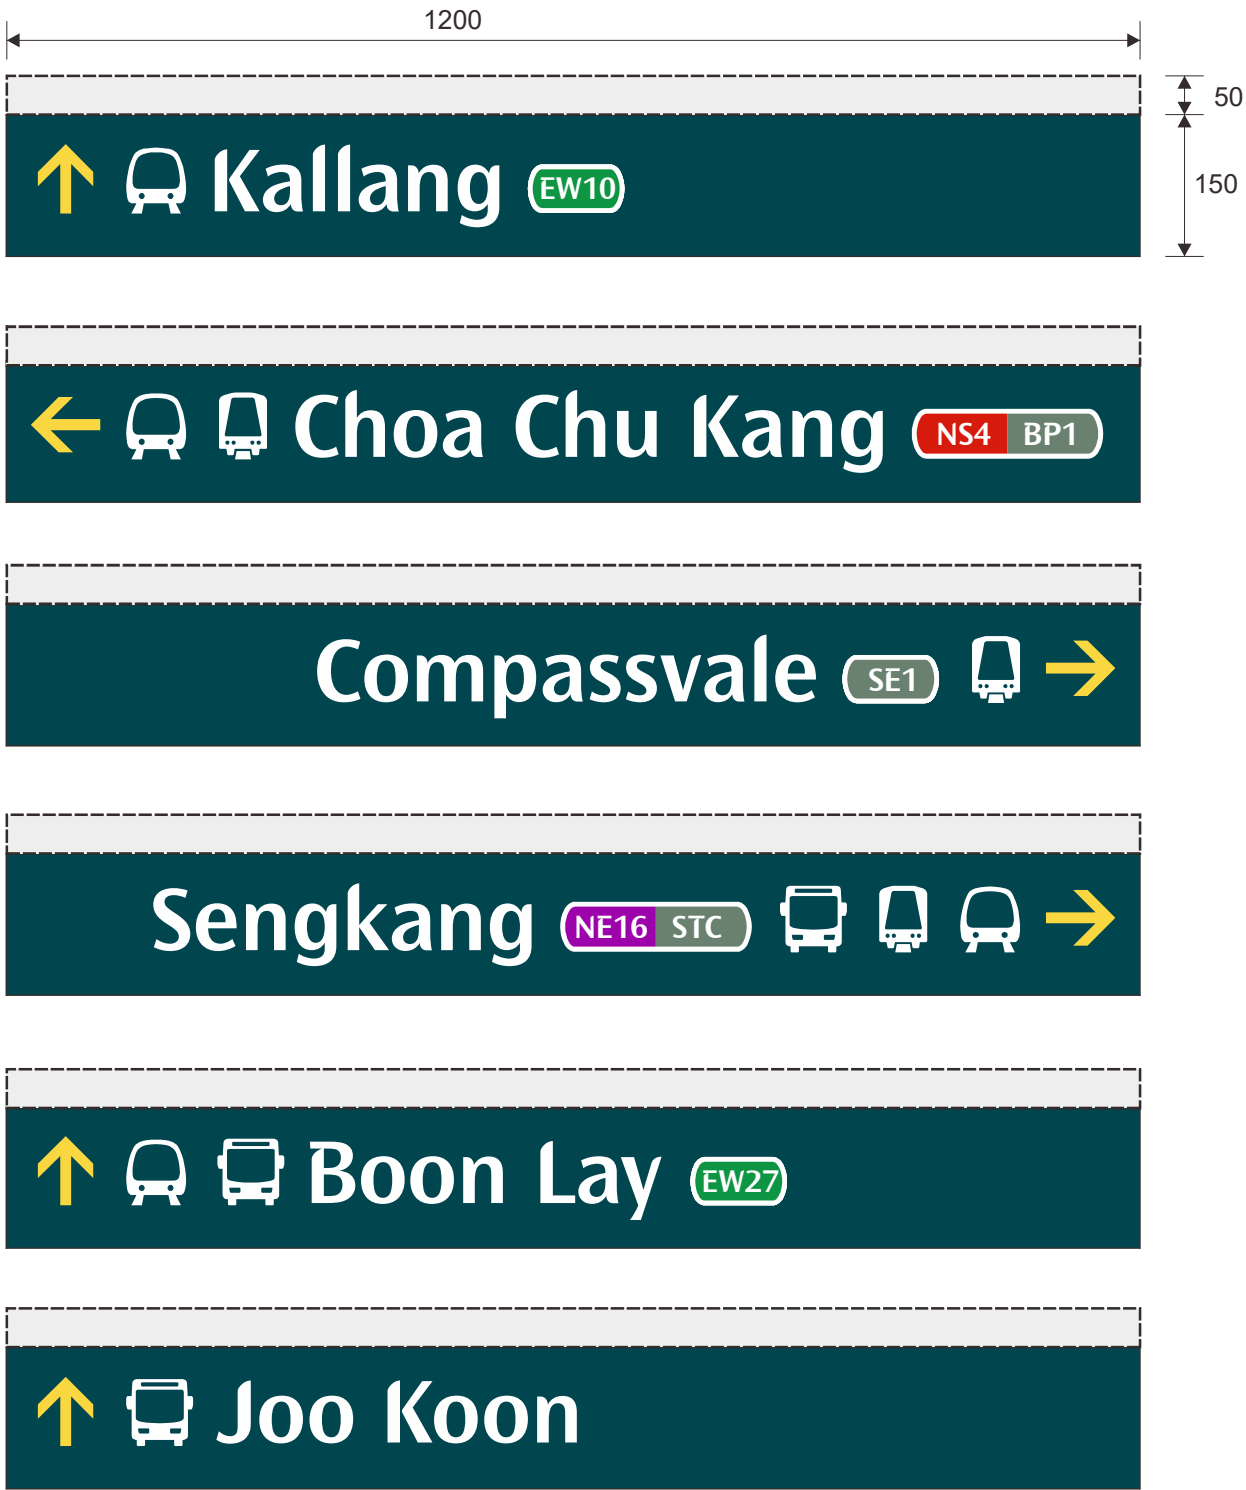 1200
50
Kallang EW10
150
Choa Chu Kang NS4 BP1
Compassvale SE1
Sengkang NE16 STC
Boon Lay EW27
Joo Koon